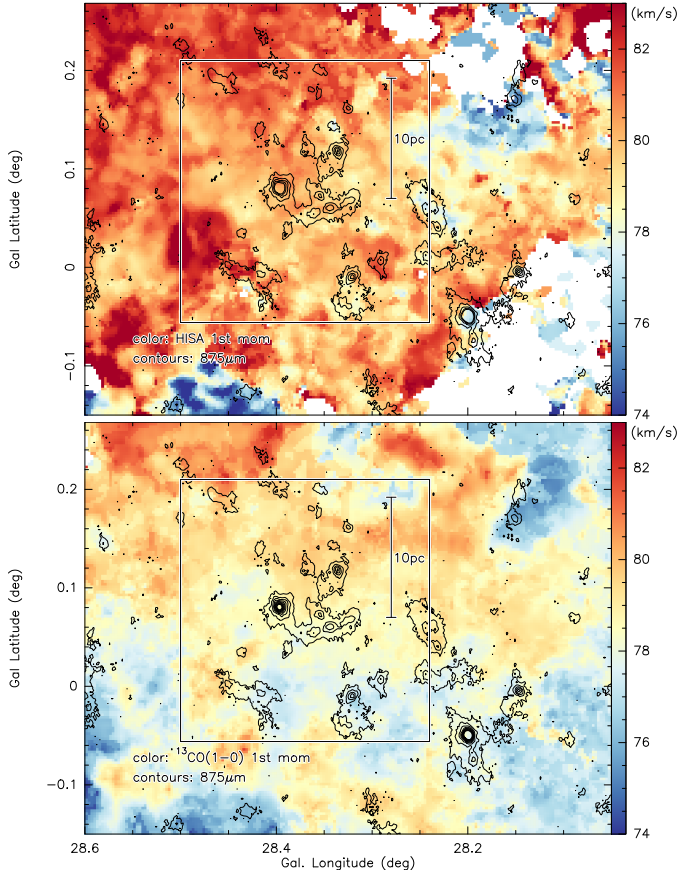 (km/s)
82
0.2
10pc
80
0.1
Gal Latitude (deg)
78
0
76
color: HISA 1st mom
contours: 875μm
−0.1
74
(km/s)
82
0.2
10pc
80
0.1
Gal Latitude (deg)
78
0
76
color: ¹³CO(1−0) 1st mom
contours: 875μm
−0.1
74
28.6
28.4
28.2
Gal. Longitude (deg)